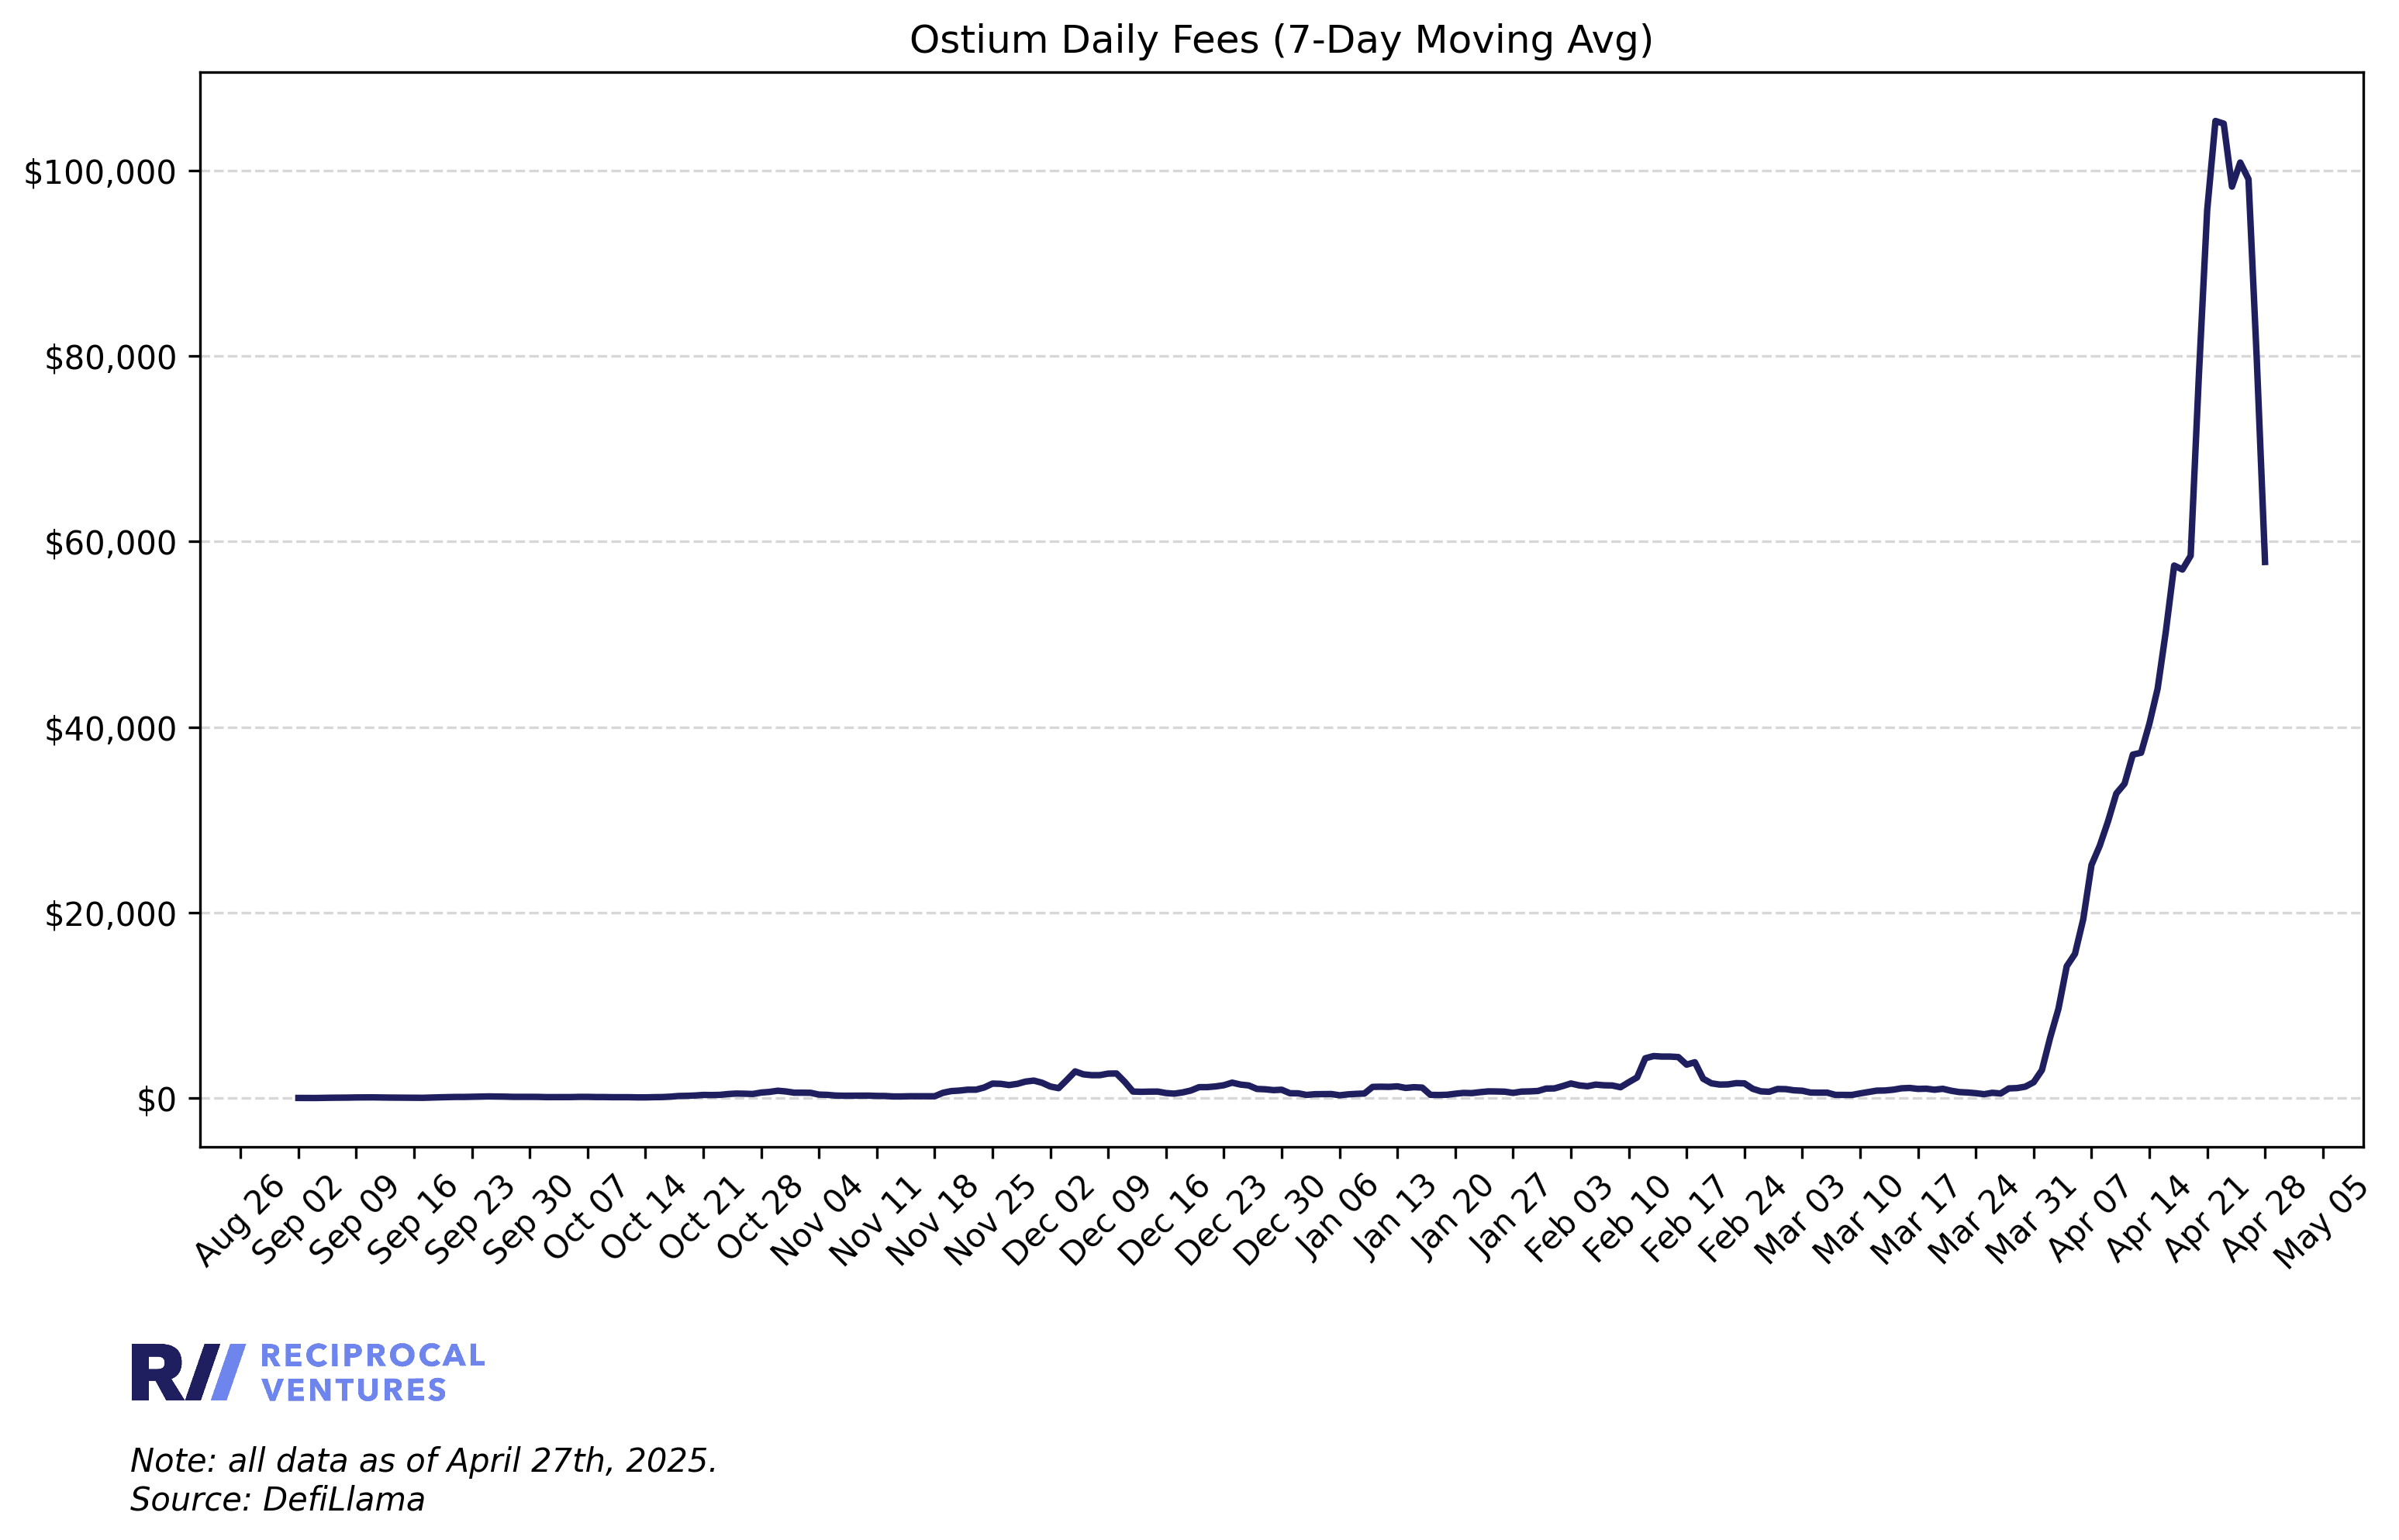 Ostium Daily Fees (7-Day Moving Avg)
$100,000
$80,000
$60,000
$40,000
$20,000
$0
Aug 26
Sep 02
Sep 09
Sep 16
Sep 23
Sep 30
Oct 07
Oct 14
Oct 21
Oct 28
Nov 04
Nov 11
Nov 18
Nov 25
Dec 02
Dec 09
Dec 16
Dec 23
Dec 30
Jan 06
Jan 13
Jan 20
Jan 27
Feb 03
Feb 10
Feb 17
Feb 24
Mar 03
Mar 10
Mar 17
Mar 24
Mar 31
Apr 07
Apr 14
Apr 21
Apr 28
May 05
R//
RECIPROCAL
VENTURES
Note: all data as of April 27th, 2025.
Source: DefiLlama